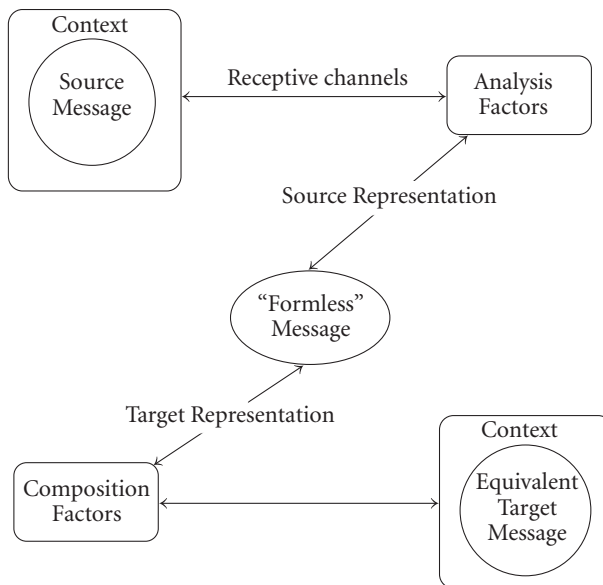 Context
Source
Message
Receptive channels
Analysis
Factors
Source Representation
“Formless”
Message
Target Representation
Context
Composition
Factors
Equivalent
Target
Message